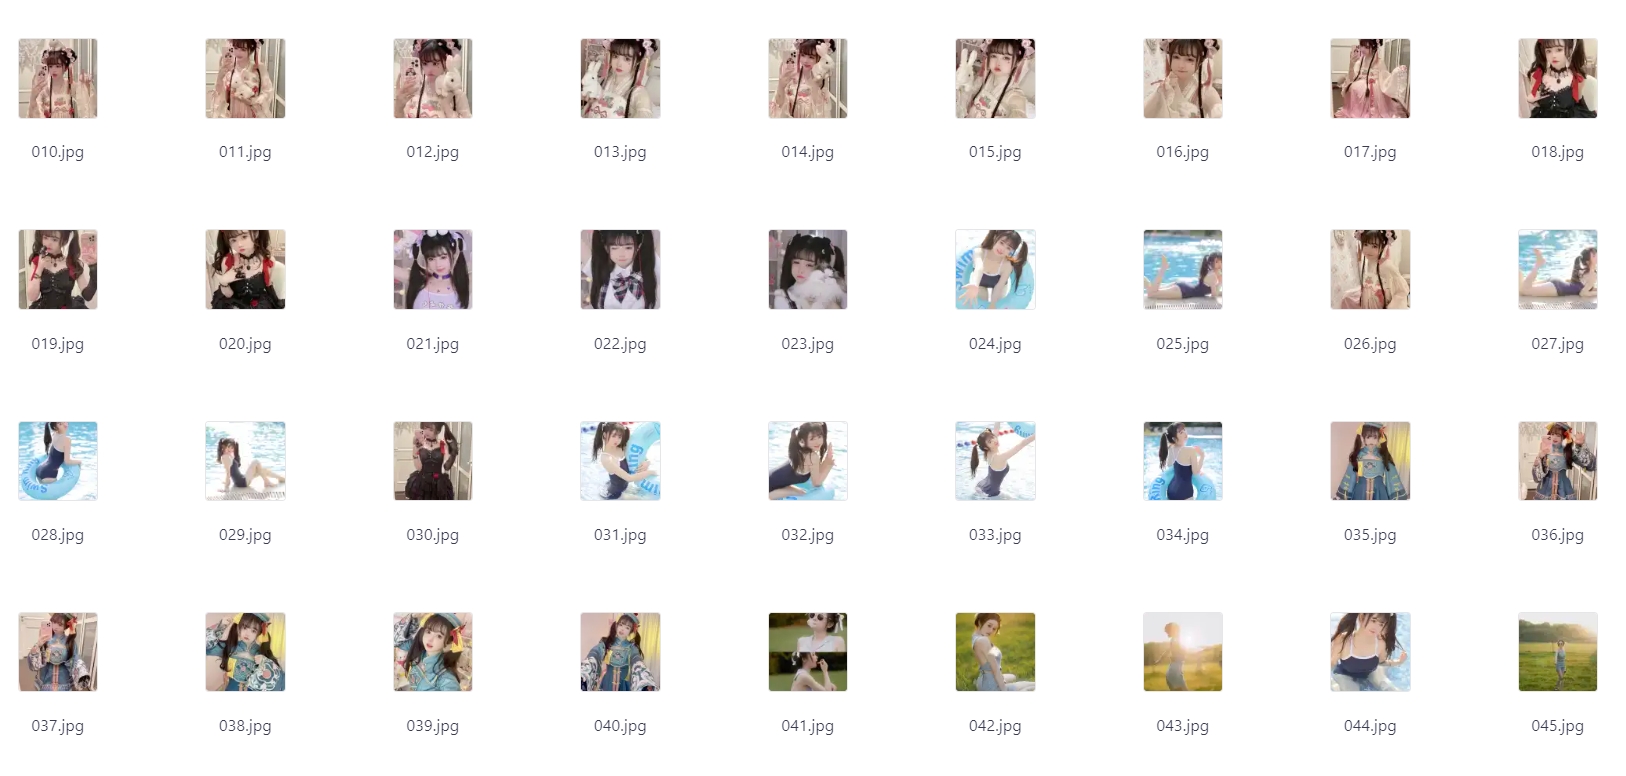 010.jpg 011.jpg 012.jpg 013.jpg 014.jpg 015.jpg 016.jpg 017.jpg 018.jpg
019.jpg 020.jpg 021.jpg 022.jpg 023.jpg 024.jpg 025.jpg 026.jpg 027.jpg
028.jpg 029.jpg 030.jpg 031.jpg 032.jpg 033.jpg 034.jpg 035.jpg 036.jpg
037.jpg 038.jpg 039.jpg 040.jpg 041.jpg 042.jpg 043.jpg 044.jpg 045.jpg